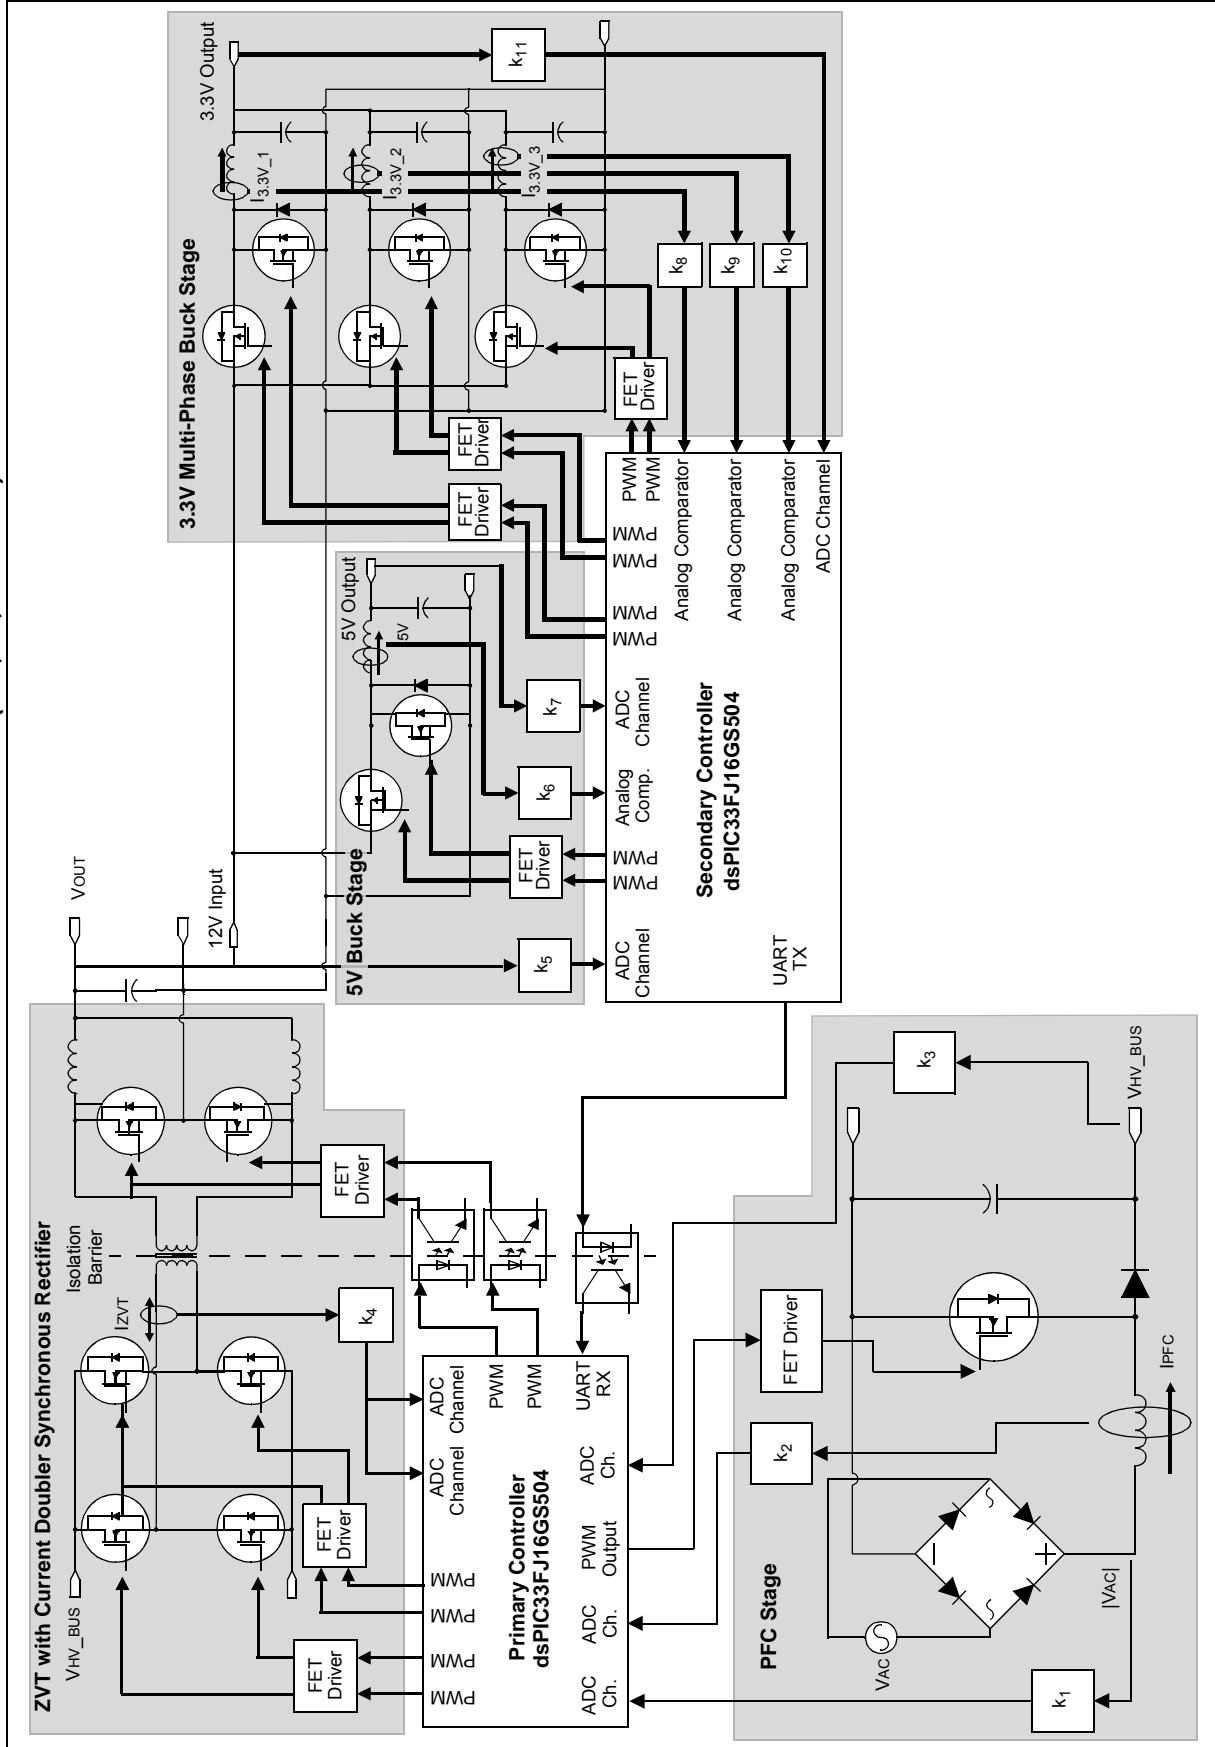 ZVT with Current Doubler Synchronous Rectifier
VHV_BUS
IZVT
Isolation
Barrier
VOUT
12V Input
FET
Driver
FET
Driver
k4
FET
Driver
5V Buck Stage
k5
FET
Driver
k6
k7
5V Output
5V
3.3V Multi-Phase Buck Stage
3.3V Output
I3.3V_1
I3.3V_2
I3.3V_3
FET
Driver
FET
Driver
FET
Driver
k8
k9
k10
k11
PWM
PWM
PWM
PWM
ADC
Channel
ADC
Channel
PWM
PWM
UART
RX
Primary Controller
dsPIC33FJ16GS504
ADC
Ch.
ADC
Ch.
PWM
Output
ADC
Ch.
ADC
Channel
PWM
PWM
Analog
Comp.
ADC
Channel
PWM
PWM
PWM
PWM
PWM
PWM
Analog Comparator
Analog Comparator
Analog Comparator
ADC Channel
Secondary Controller
dsPIC33FJ16GS504
UART
TX
PFC Stage
k1
VAC
|VAC|
k2
IPFC
FET Driver
k3
VHV_BUS